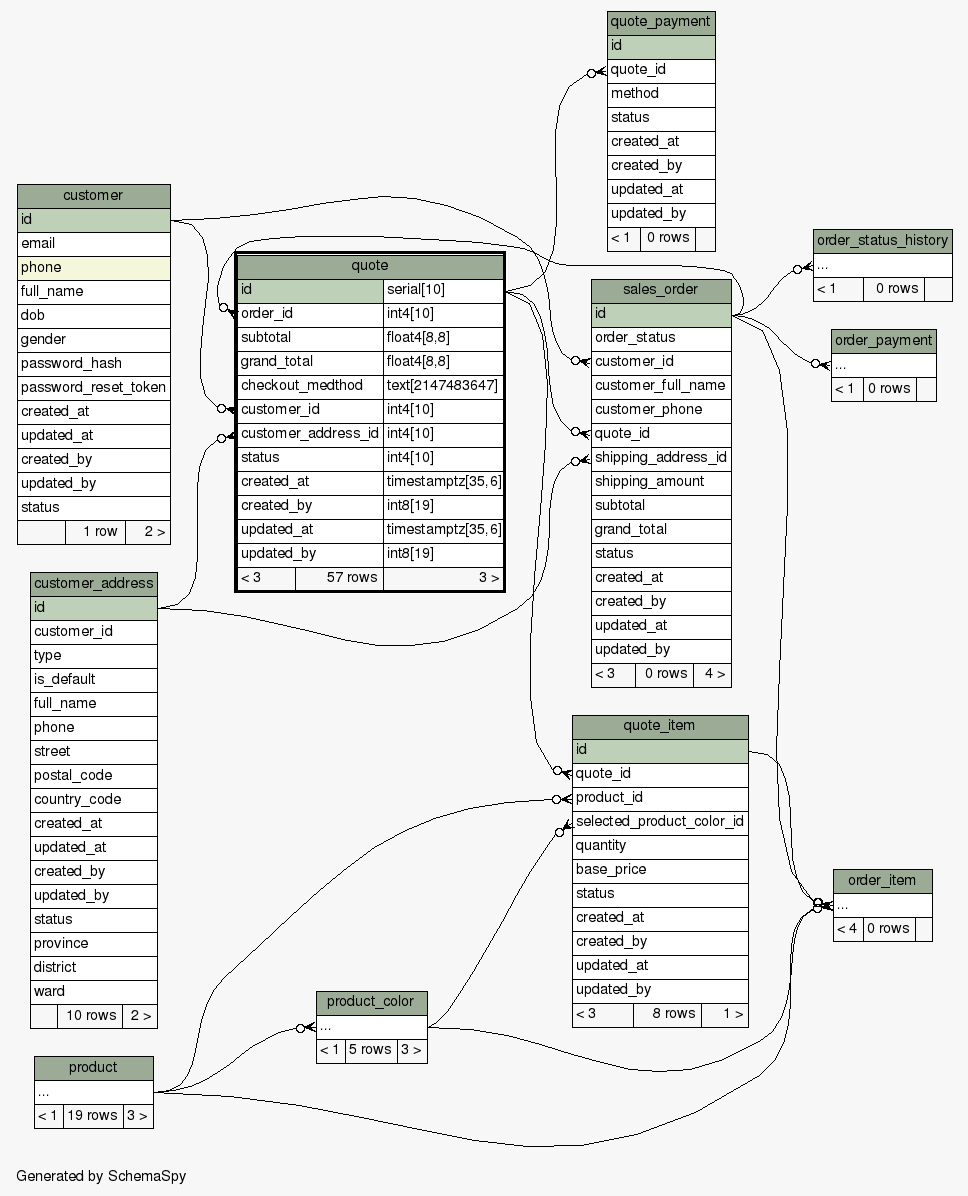 quote_payment
id
quote_id
method
status
created_at
created_by
updated_at
updated_by
< 1 0 rows
customer
id
email
phone
full_name
dob
gender
password_hash
password_reset_token
created_at
updated_at
created_by
updated_by
status
1 row 2 >
quote
id serial[10]
order_id int4[10]
subtotal float4[8,8]
grand_total float4[8,8]
checkout_medthod text[2147483647]
customer_id int4[10]
customer_address_id int4[10]
status int4[10]
created_at timestamptz[35,6]
created_by int8[19]
updated_at timestamptz[35,6]
updated_by int8[19]
< 3 57 rows 3 >
sales_order
id
order_status
customer_id
customer_full_name
customer_phone
quote_id
shipping_address_id
shipping_amount
subtotal
grand_total
status
created_at
created_by
updated_at
updated_by
< 3 0 rows 4 >
order_status_history
...
< 1 0 rows
order_payment
...
< 1 0 rows
customer_address
id
customer_id
type
is_default
full_name
phone
street
postal_code
country_code
created_at
updated_at
created_by
updated_by
status
province
district
ward
10 rows 2 >
quote_item
id
quote_id
product_id
selected_product_color_id
quantity
base_price
status
created_at
created_by
updated_at
updated_by
< 3 8 rows 1 >
order_item
...
< 4 0 rows
product_color
...
< 1 5 rows 3 >
product
...
< 1 19 rows 3 >
Generated by SchemaSpy